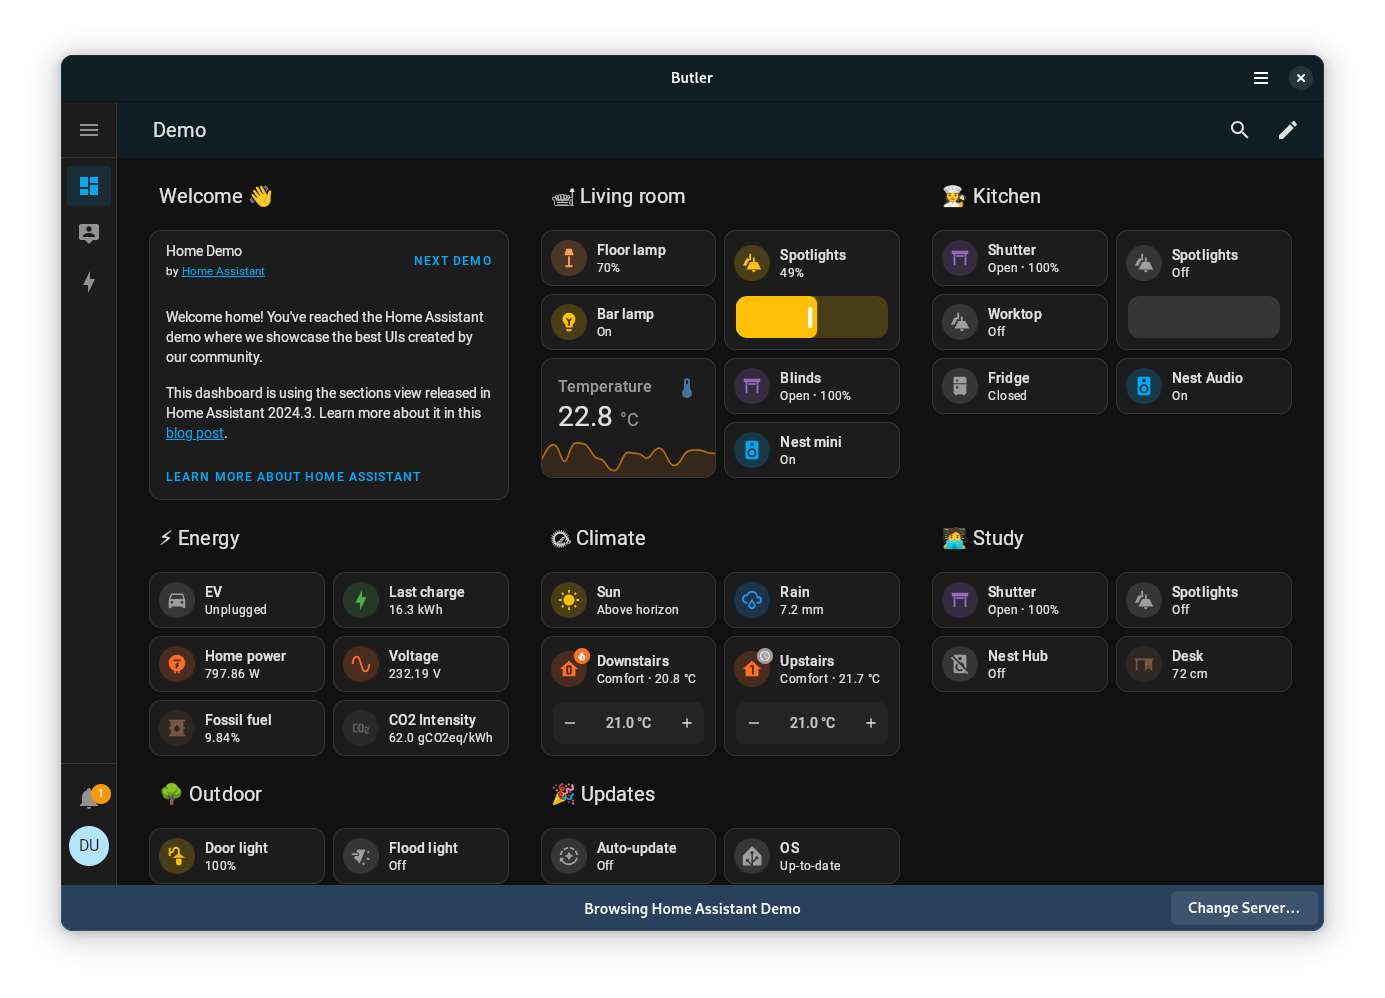 Butler
Demo
Welcome 👋
Home Demo
by Home Assistant
NEXT DEMO
Welcome home! You've reached the Home Assistant
demo where we showcase the best UIs created by
our community.
This dashboard is using the sections view released in
Home Assistant 2024.3. Learn more about it in this
blog post.
LEARN MORE ABOUT HOME ASSISTANT
🛋 Living room
Floor lamp
70%
Spotlights
49%
Bar lamp
On
Temperature
22.8 °C
Blinds
Open · 100%
Nest mini
On
👩‍🍳 Kitchen
Shutter
Open · 100%
Spotlights
Off
Worktop
Off
Fridge
Closed
Nest Audio
On
⚡ Energy
EV
Unplugged
Last charge
16.3 kWh
Home power
797.86 W
Voltage
232.19 V
Fossil fuel
9.84%
CO2
CO2 Intensity
62.0 gCO2eq/kWh
🌤 Climate
Sun
Above horizon
Rain
7.2 mm
0
Downstairs
Comfort · 20.8 °C
− 21.0 °C +
1
Upstairs
Comfort · 21.7 °C
− 21.0 °C +
🧑‍💻 Study
Shutter
Open · 100%
Spotlights
Off
Nest Hub
Off
Desk
72 cm
🌳 Outdoor
Door light
100%
Flood light
Off
🎉 Updates
Auto-update
Off
OS
Up-to-date
1
DU
Browsing Home Assistant Demo
Change Server…